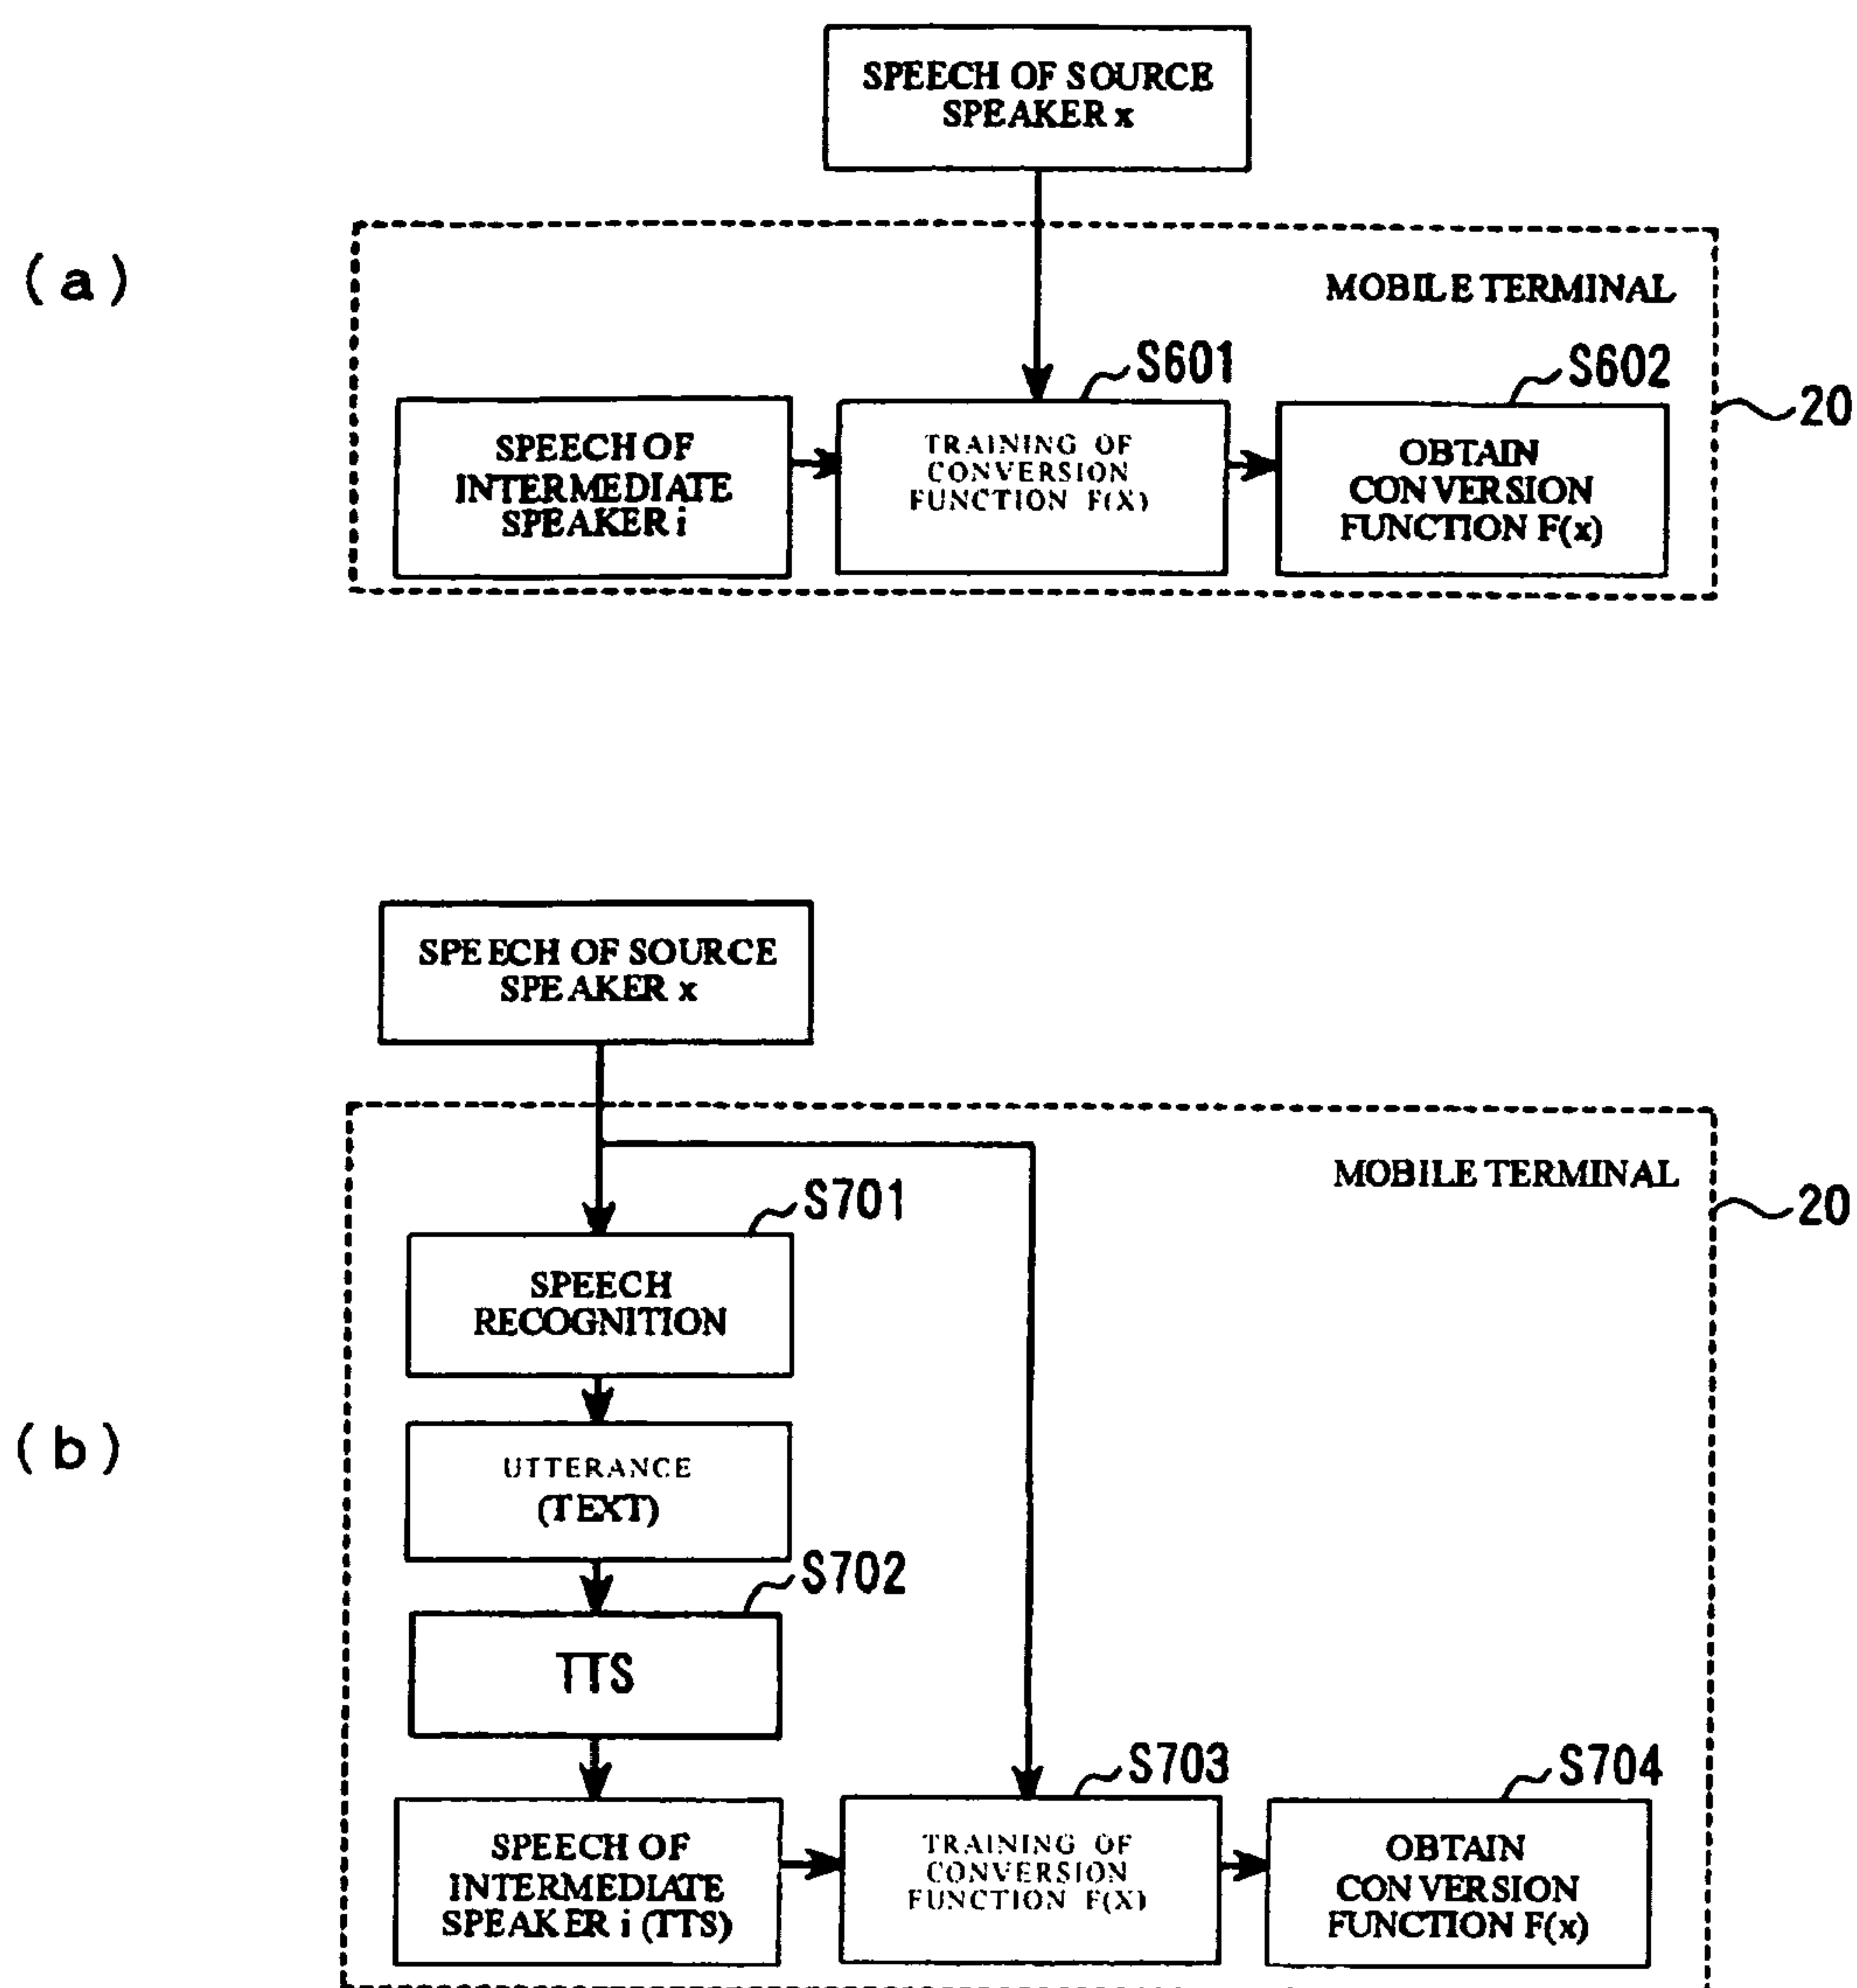 SPEECH OF SOURCE
SPEAKER x
(a)
MOBILE TERMINAL
S601
S602
20
SPEECH OF
INTERMEDIATE
SPEAKER i
TRAINING OF
CONVERSION
FUNCTION F(X)
OBTAIN
CONVERSION
FUNCTION F(x)
SPEECH OF SOURCE
SPEAKER x
(b)
MOBILE TERMINAL
20
S701
SPEECH
RECOGNITION
UTTERANCE
(TEXT)
S702
TTS
S703
S704
SPEECH OF
INTERMEDIATE
SPEAKER i (TTS)
TRAINING OF
CONVERSION
FUNCTION F(X)
OBTAIN
CONVERSION
FUNCTION F(x)